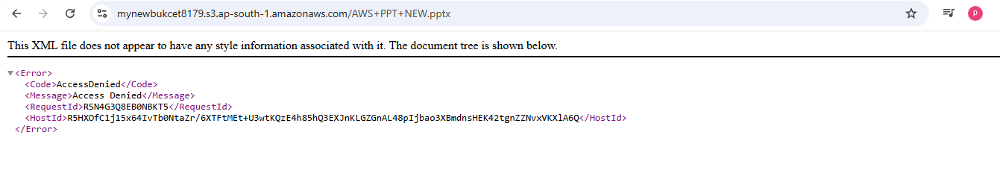 mynewbukcet8179.s3.ap-south-1.amazonaws.com/AWS+PPT+NEW.pptx
p
This XML file does not appear to have any style information associated with it. The document tree is shown below.
<Error>
<Code>AccessDenied</Code>
<Message>Access Denied</Message>
<RequestId>RSN4G3Q8EB0NBKT5</RequestId>
<HostId>R5HXOfC1j15x64IvTb0NtaZr/6XTFtMEt+U3wtKQzE4h85hQ3EXJnKLGZGnAL48pIjbao3XBmdnsHEK42tgnZZNvxVKXlA6Q</HostId>
</Error>